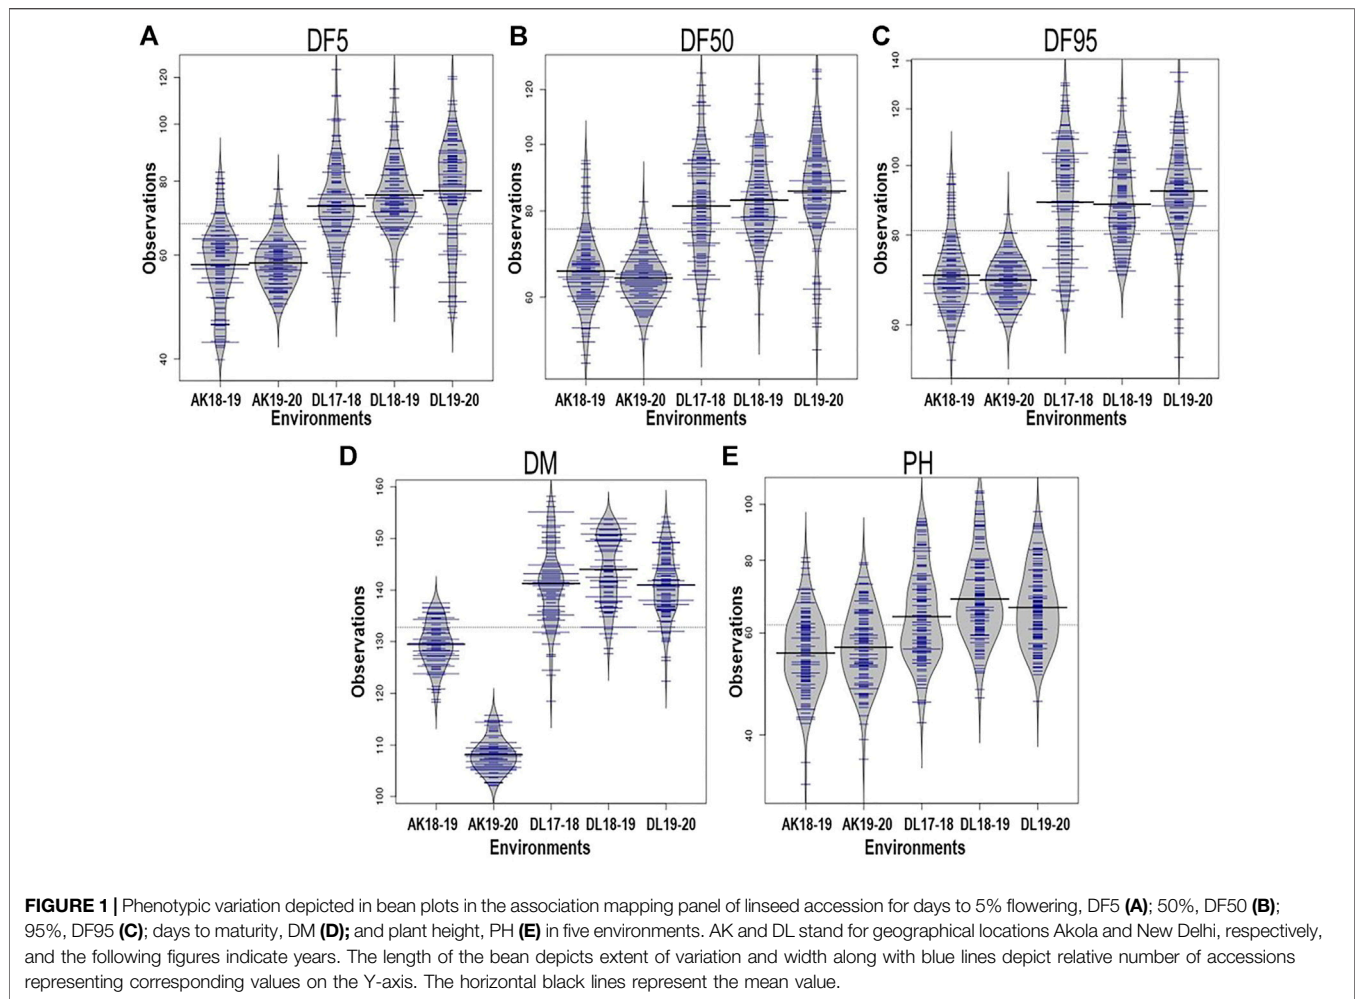 A
DF5
Observations
120
100
80
60
40
AK18-19 AK19-20 DL17-18 DL18-19 DL19-20
Environments
B
DF50
Observations
120
100
80
60
AK18-19 AK19-20 DL17-18 DL18-19 DL19-20
Environments
C
DF95
Observations
140
120
100
80
60
AK18-19 AK19-20 DL17-18 DL18-19 DL19-20
Environments
D
DM
Observations
160
150
140
130
120
110
100
AK18-19 AK19-20 DL17-18 DL18-19 DL19-20
Environments
E
PH
Observations
100
80
60
40
AK18-19 AK19-20 DL17-18 DL18-19 DL19-20
Environments
FIGURE 1 | Phenotypic variation depicted in bean plots in the association mapping panel of linseed accession for days to 5% flowering, DF5 (A); 50%, DF50 (B);
95%, DF95 (C); days to maturity, DM (D); and plant height, PH (E) in five environments. AK and DL stand for geographical locations Akola and New Delhi, respectively,
and the following figures indicate years. The length of the bean depicts extent of variation and width along with blue lines depict relative number of accessions
representing corresponding values on the Y-axis. The horizontal black lines represent the mean value.